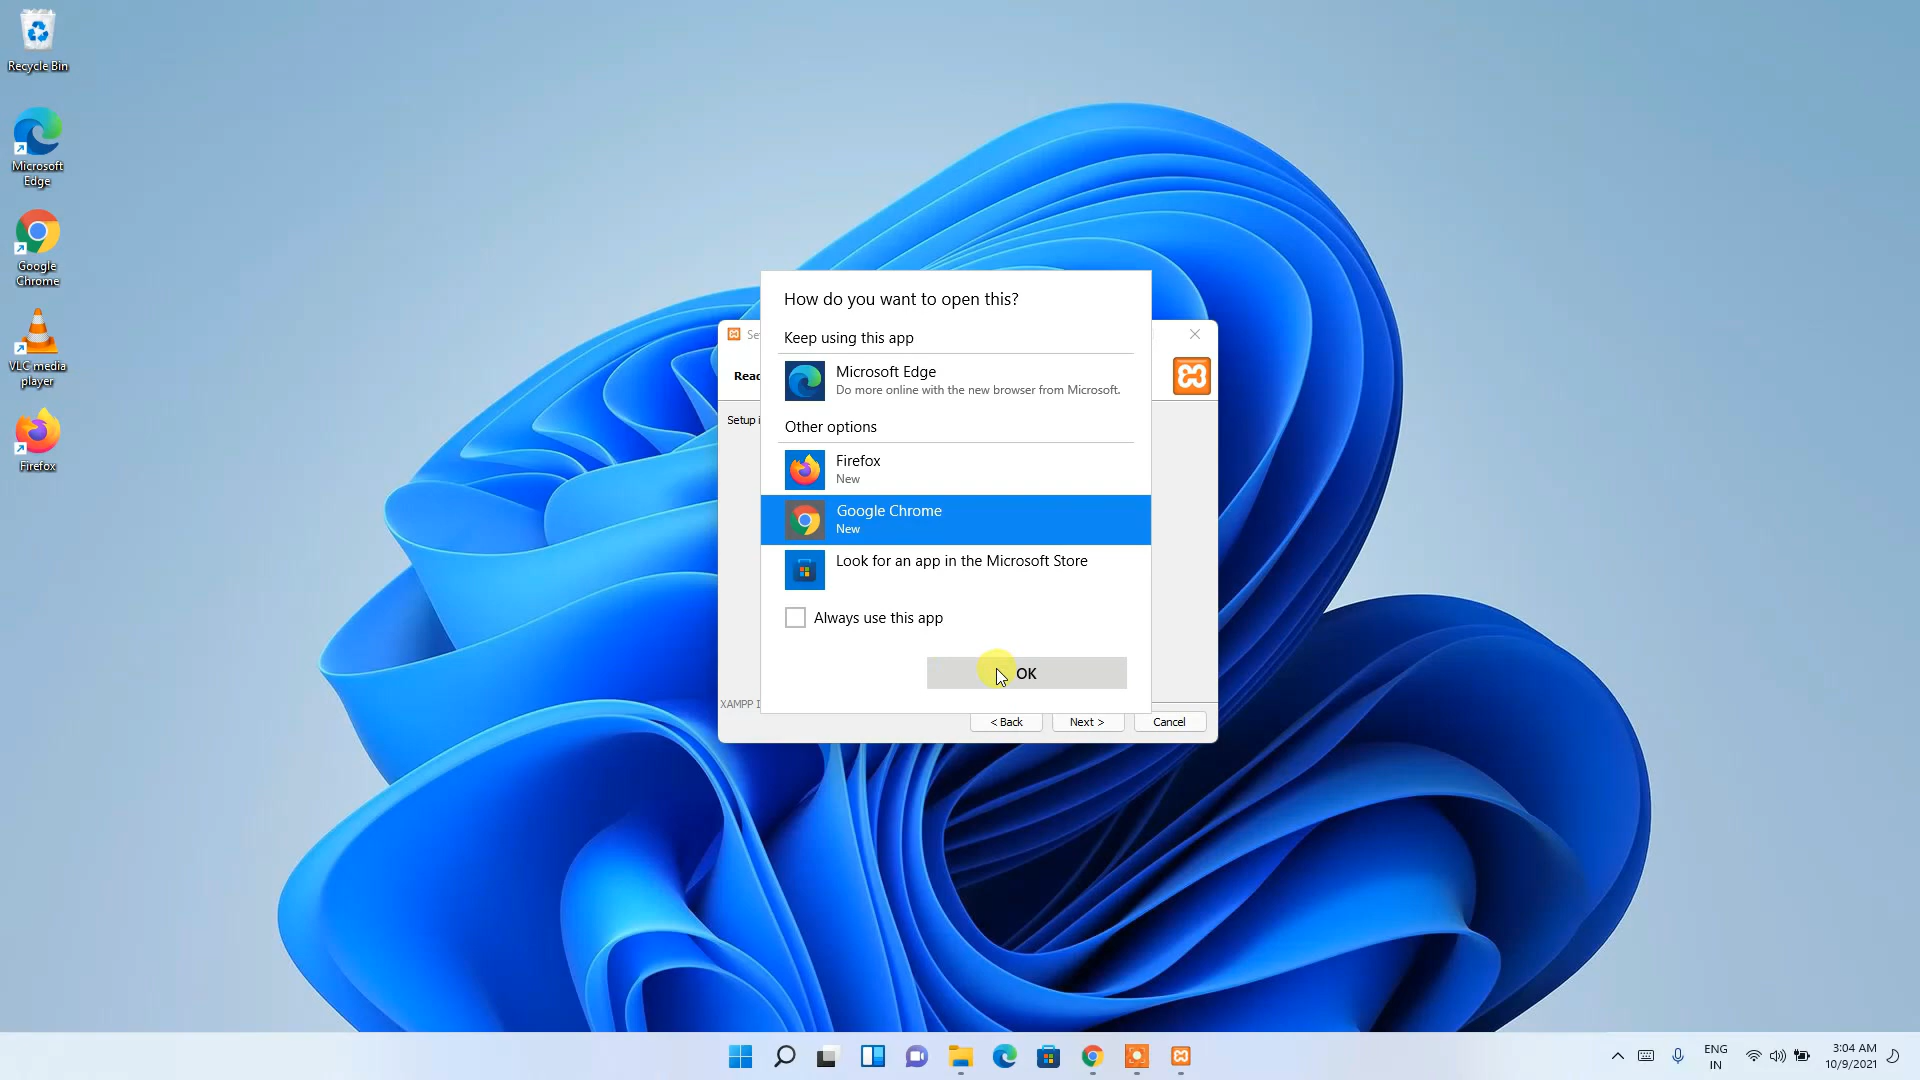 Recycle Bin
Microsoft
Edge
Google
Chrome
VLC media
player
Firefox
How do you want to open this?
Keep using this app
Microsoft Edge
Do more online with the new browser from Microsoft.
Other options
Firefox
New
Google Chrome
New
Look for an app in the Microsoft Store
Always use this app
OK
Setup
XAMPP
< Back
Next >
Cancel
ENG
IN
3:04 AM
10/9/2021